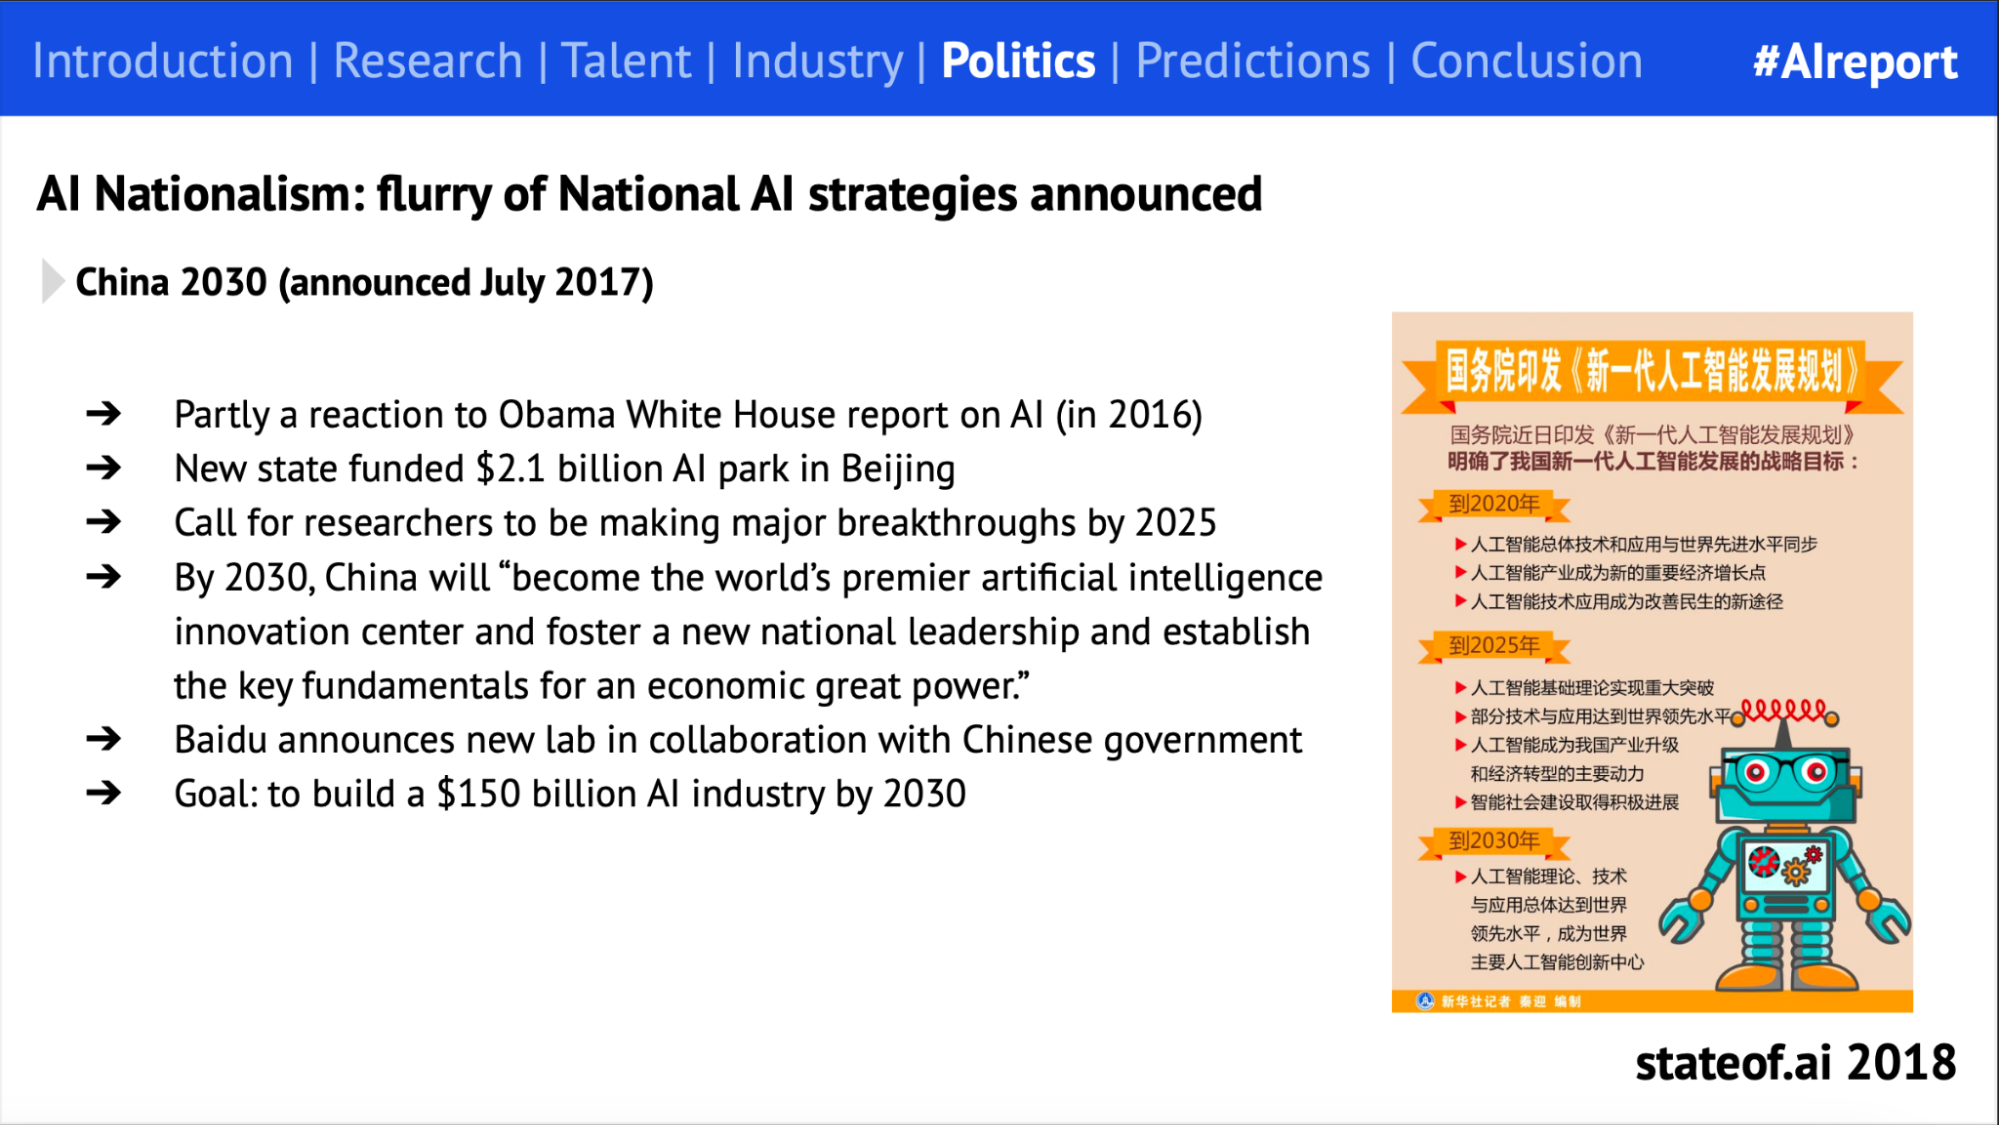 Introduction | Research | Talent | Industry | Politics | Predictions | Conclusion
#AIreport
AI Nationalism: flurry of National AI strategies announced
China 2030 (announced July 2017)
➔ Partly a reaction to Obama White House report on AI (in 2016)
➔ New state funded $2.1 billion AI park in Beijing
➔ Call for researchers to be making major breakthroughs by 2025
➔ By 2030, China will “become the world’s premier artificial intelligence
innovation center and foster a new national leadership and establish
the key fundamentals for an economic great power.”
➔ Baidu announces new lab in collaboration with Chinese government
➔ Goal: to build a $150 billion AI industry by 2030
国务院印发《新一代人工智能发展规划》
国务院近日印发《新一代人工智能发展规划》
明确了我国新一代人工智能发展的战略目标：
到2020年
人工智能总体技术和应用与世界先进水平同步
人工智能产业成为新的重要经济增长点
人工智能技术应用成为改善民生的新途径
到2025年
人工智能基础理论实现重大突破
部分技术与应用达到世界领先水平
人工智能成为我国产业升级
和经济转型的主要动力
智能社会建设取得积极进展
到2030年
人工智能理论、技术
与应用总体达到世界
领先水平，成为世界
主要人工智能创新中心
新华社记者 秦迎 编制
stateof.ai 2018